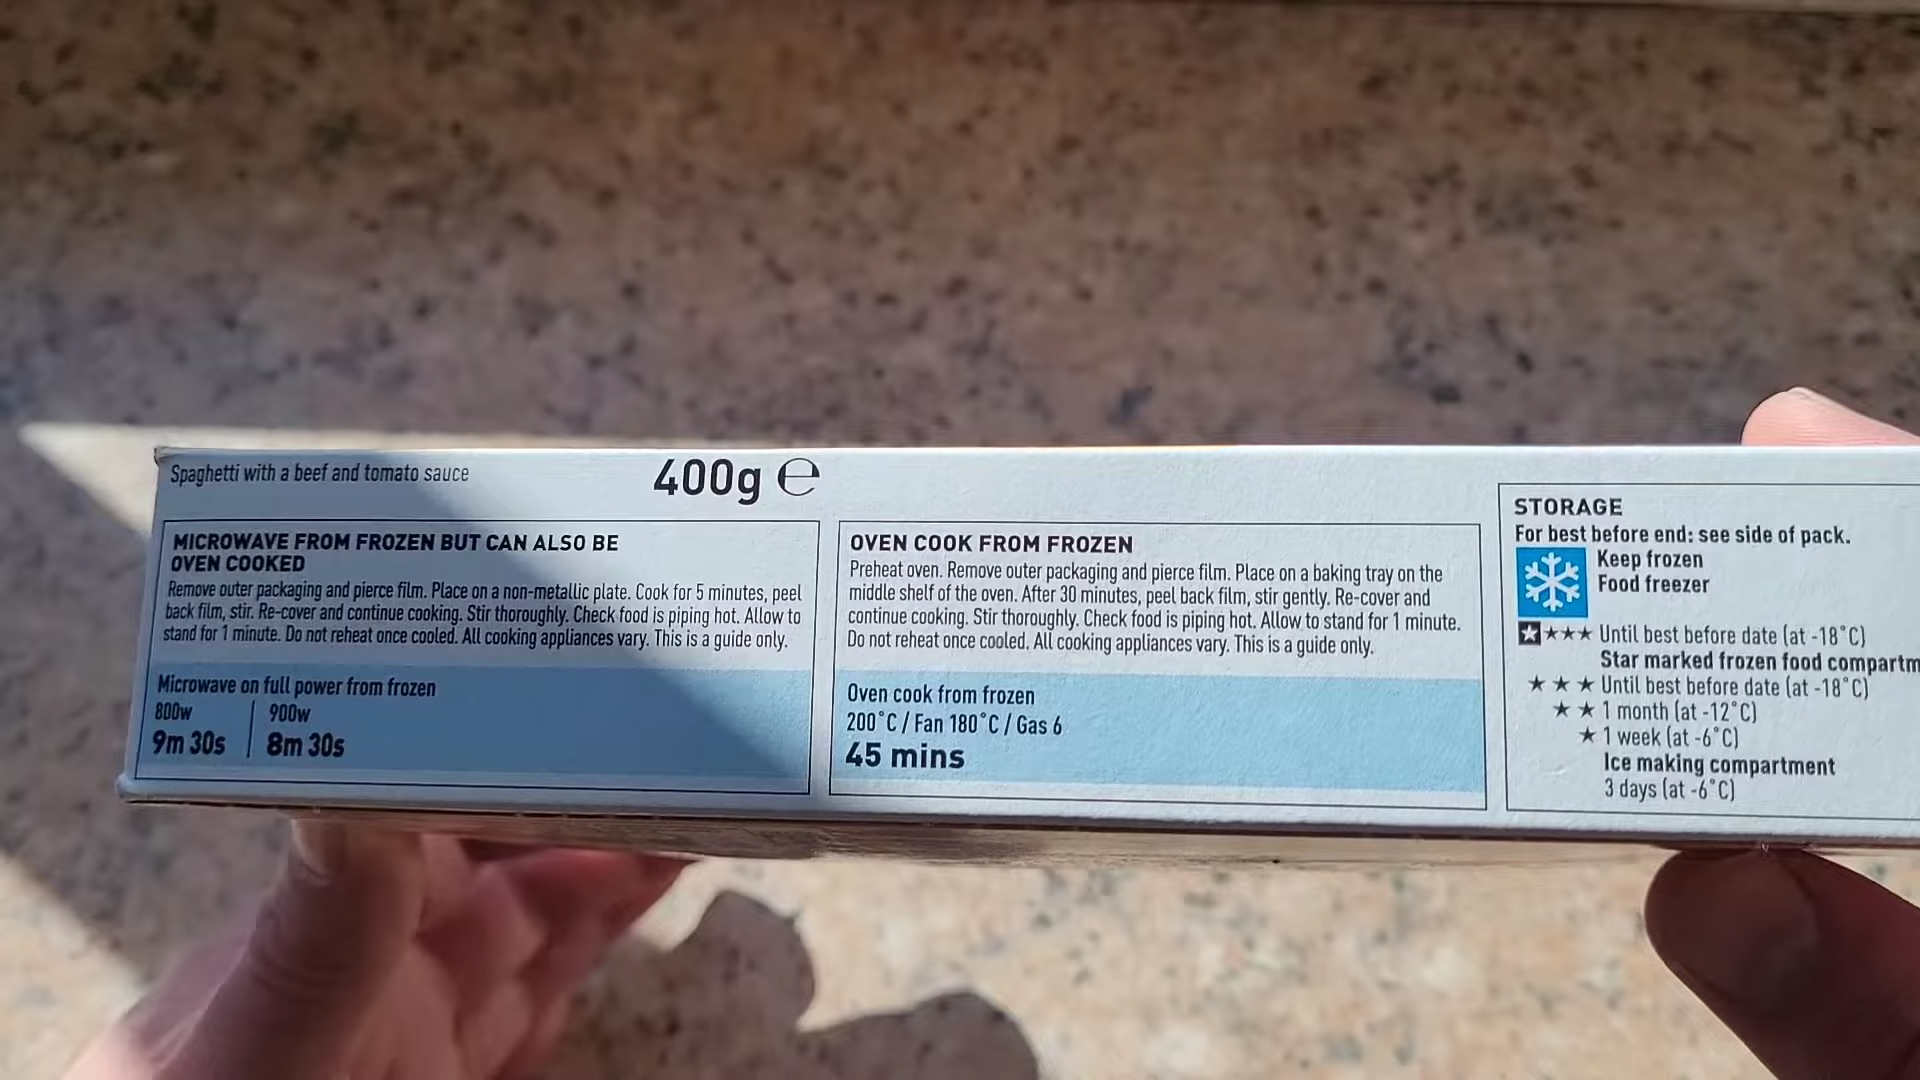 Spaghetti with a beef and tomato sauce
400g ℮
MICROWAVE FROM FROZEN BUT CAN ALSO BE
OVEN COOKED
Remove outer packaging and pierce film. Place on a non-metallic plate. Cook for 5 minutes, peel
back film, stir. Re-cover and continue cooking. Stir thoroughly. Check food is piping hot. Allow to
stand for 1 minute. Do not reheat once cooled. All cooking appliances vary. This is a guide only.
Microwave on full power from frozen
800w 900w
9m 30s 8m 30s
OVEN COOK FROM FROZEN
Preheat oven. Remove outer packaging and pierce film. Place on a baking tray on the
middle shelf of the oven. After 30 minutes, peel back film, stir gently. Re-cover and
continue cooking. Stir thoroughly. Check food is piping hot. Allow to stand for 1 minute.
Do not reheat once cooled. All cooking appliances vary. This is a guide only.
Oven cook from frozen
200°C / Fan 180°C / Gas 6
45 mins
STORAGE
For best before end: see side of pack.
Keep frozen
Food freezer
Until best before date (at -18°C)
Star marked frozen food compartm
Until best before date (at -18°C)
1 month (at -12°C)
1 week (at -6°C)
Ice making compartment
3 days (at -6°C)